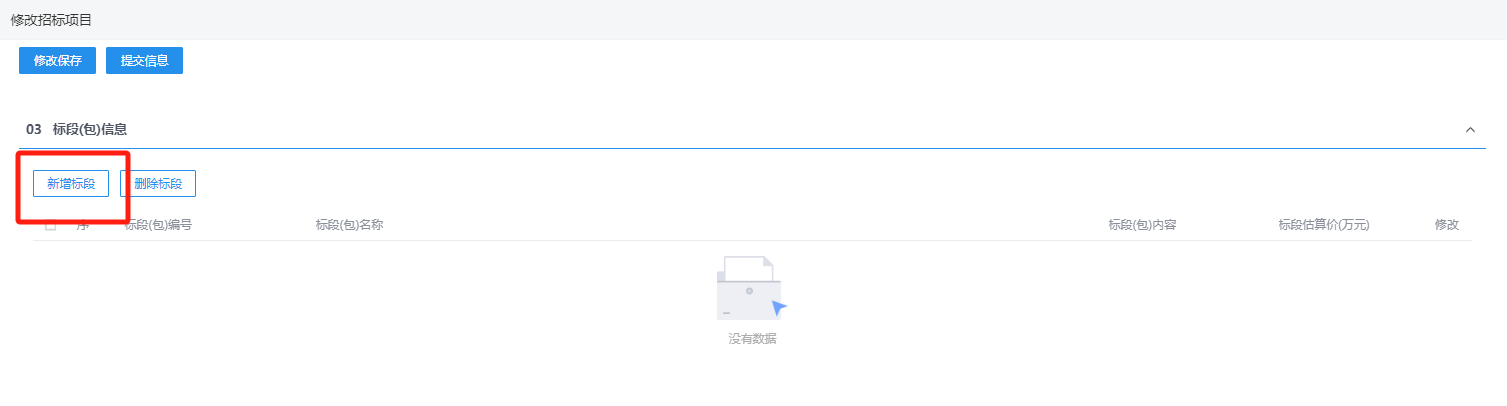 修改招标项目
修改保存 提交信息
03 标段(包)信息
新增标段 删除标段
序 标段(包)编号 标段(包)名称 标段(包)内容 标段估算价(万元) 修改
没有数据